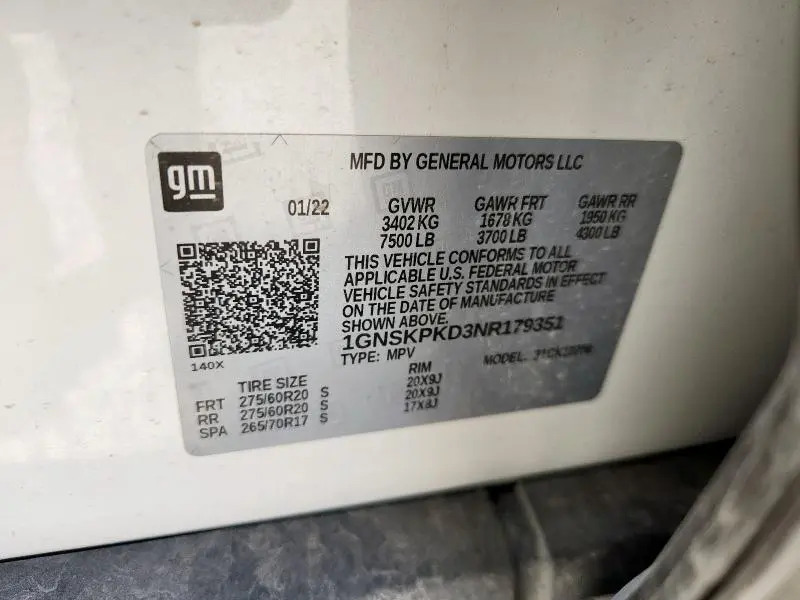 gm
MFD BY GENERAL MOTORS LLC
01/22
GVWR GAWR FRT GAWR RR
3402 KG 1678 KG 1950 KG
7500 LB 3700 LB 4300 LB
THIS VEHICLE CONFORMS TO ALL
APPLICABLE U.S. FEDERAL MOTOR
VEHICLE SAFETY STANDARDS IN EFFECT
ON THE DATE OF MANUFACTURE
SHOWN ABOVE.
1GNSKPKD3NR179351
TYPE: MPV MODEL:
140X
TIRE SIZE RIM
FRT 275/60R20 S 20X9J
RR 275/60R20 S 20X9J
SPA 265/70R17 S 17X8J